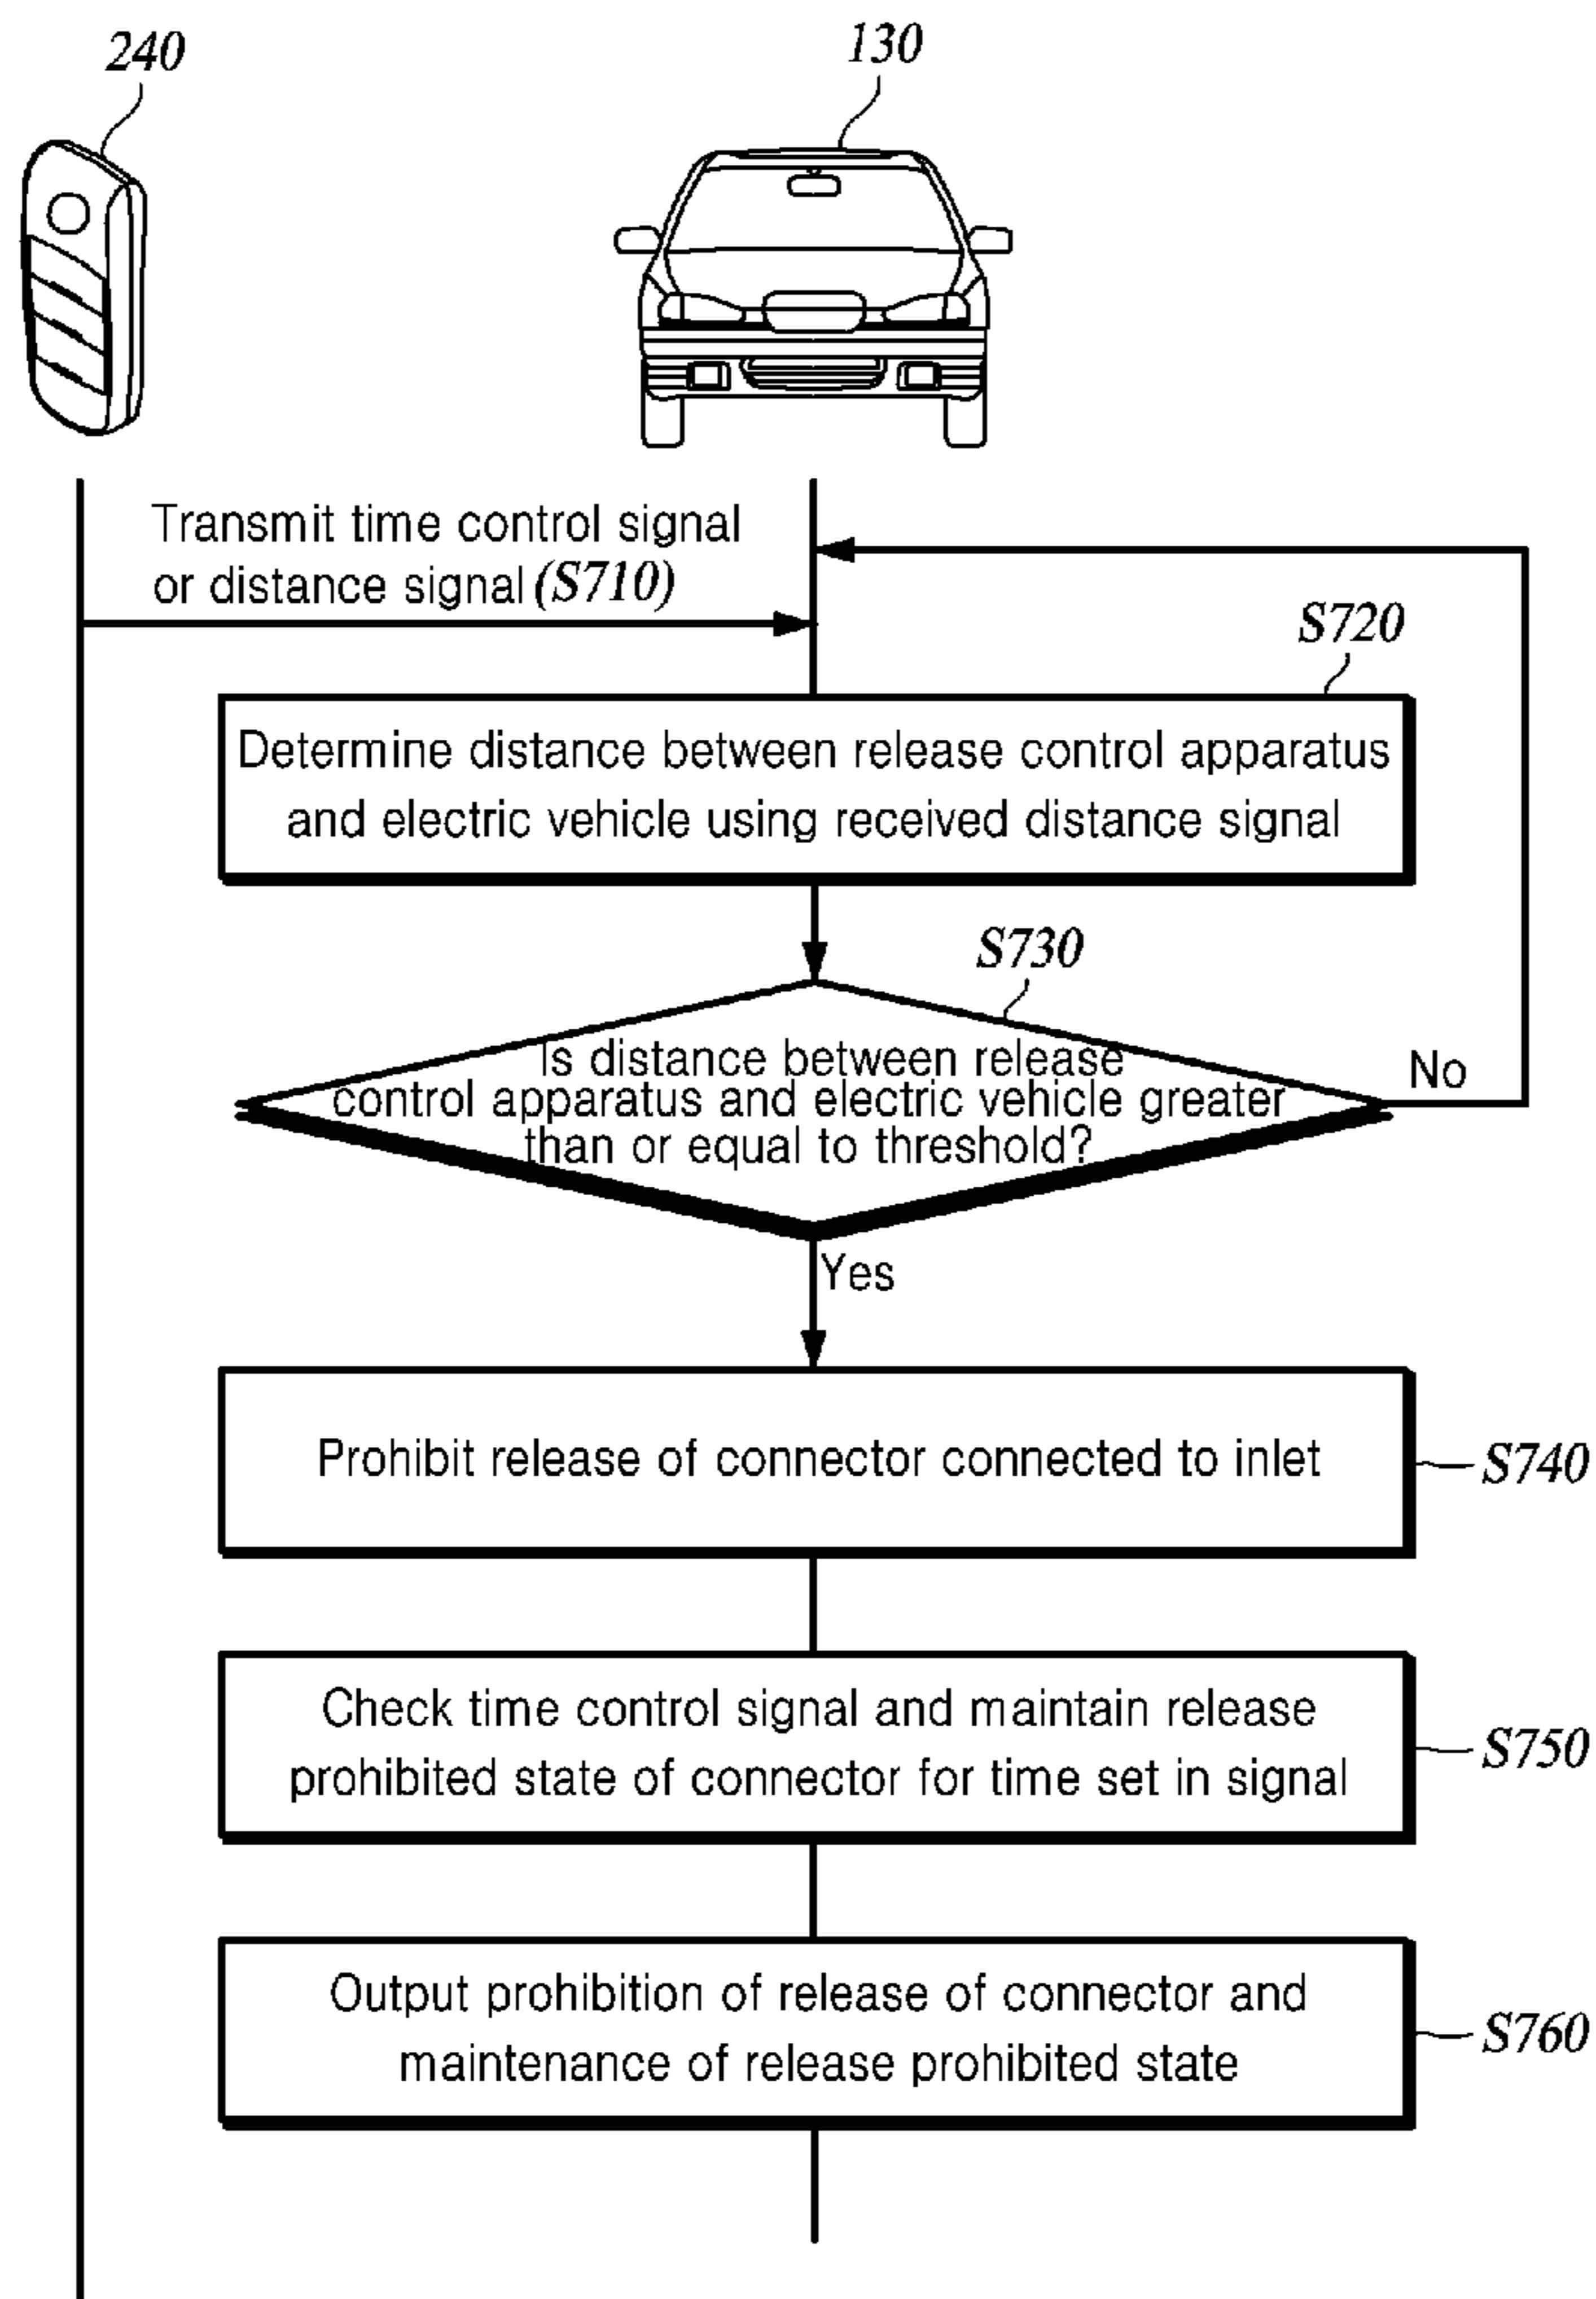 240
130
Transmit time control signal
or distance signal (S710)
S720
Determine distance between release control apparatus
and electric vehicle using received distance signal
S730
Is distance between release
control apparatus and electric vehicle greater
than or equal to threshold?
No
Yes
Prohibit release of connector connected to inlet
S740
Check time control signal and maintain release
prohibited state of connector for time set in signal
S750
Output prohibition of release of connector and
maintenance of release prohibited state
S760